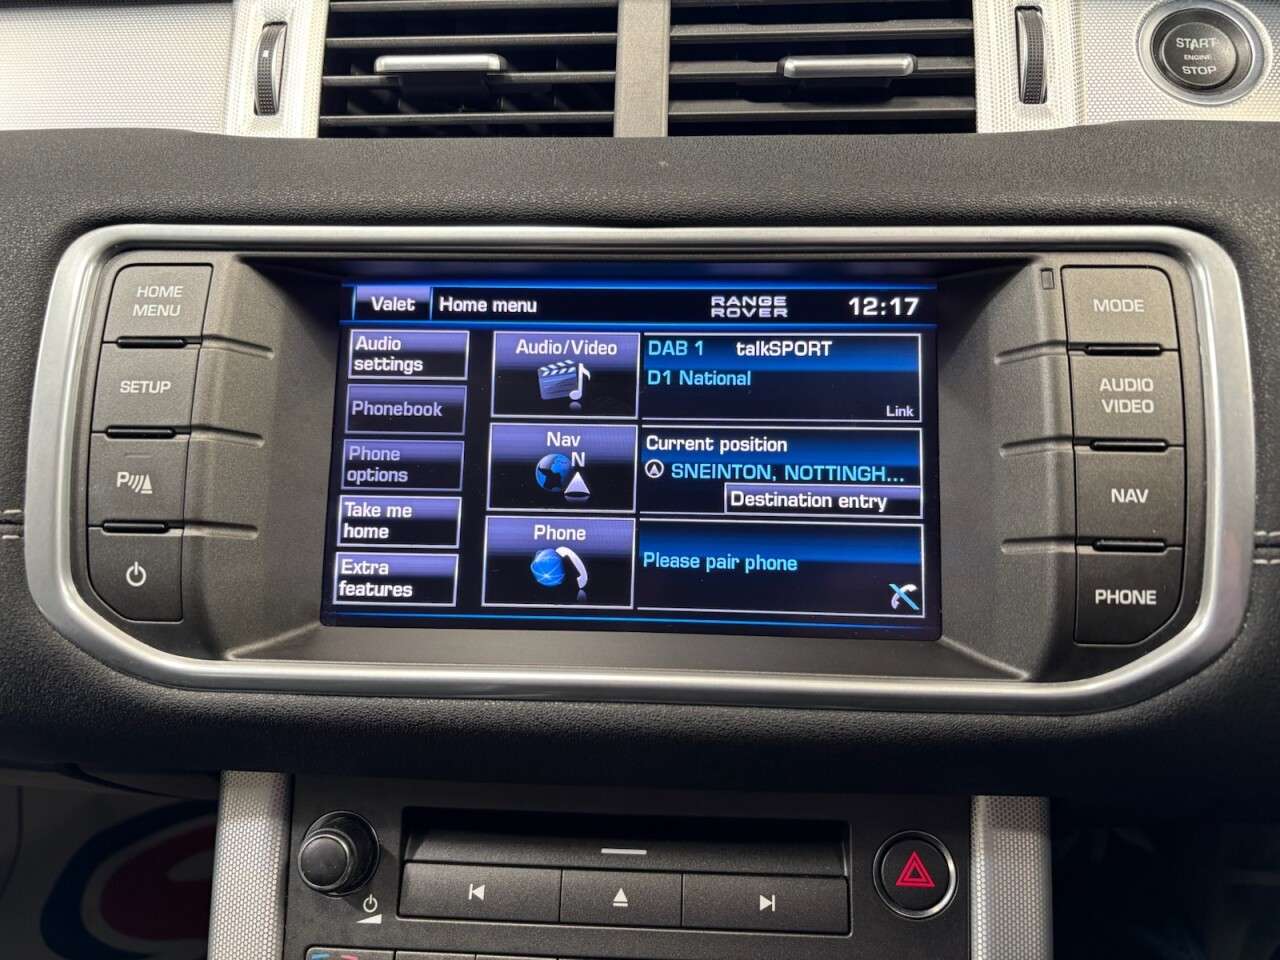 START
ENGINE
STOP
HOME
MENU
SETUP
P
MODE
AUDIO
VIDEO
NAV
PHONE
Valet
Home menu
RANGE
ROVER
12:17
Audio
settings
Phonebook
Phone
options
Take me
home
Extra
features
Audio/Video
DAB 1 talkSPORT
D1 National
Link
Nav
N
Current position
SNEINTON, NOTTINGH...
Destination entry
Phone
Please pair phone